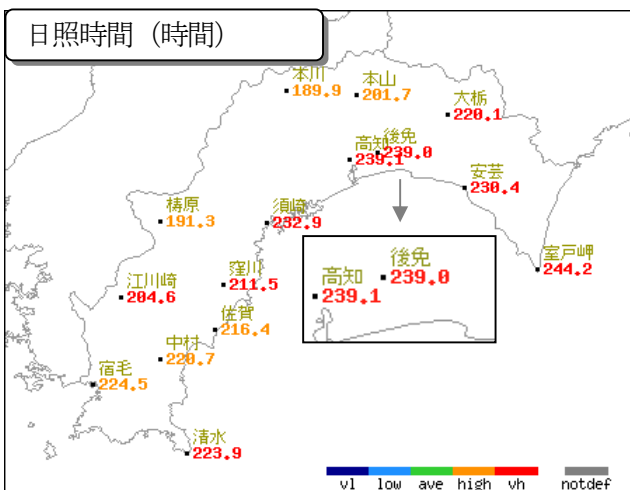 日照時間（時間）
本川
189.9
本山
201.7
大栃
220.1
高知
239.1
後免
239.0
安芸
230.4
梼原
191.3
須崎
232.9
室戸岬
244.2
江川崎
204.6
窪川
211.5
後免
239.0
高知
239.1
佐賀
216.4
中村
220.7
宿毛
224.5
清水
223.9
vl low ave high vh notdef